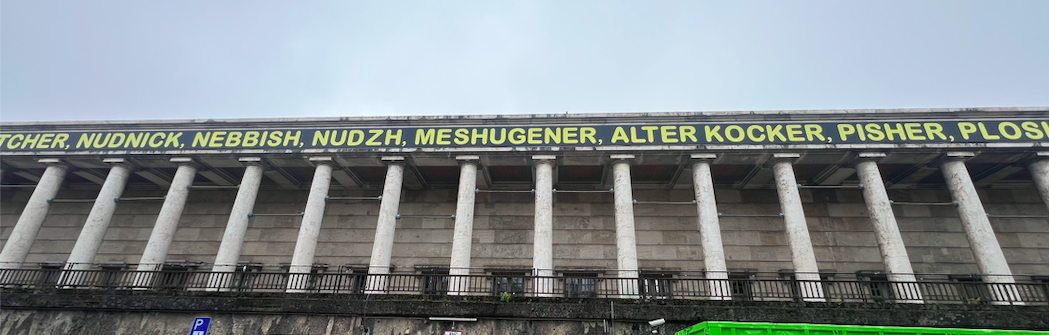 TCHER, NUDNICK, NEBBISH, NUDZH, MESHUGENER, ALTER KOCKER, PISHER, PLOS
P